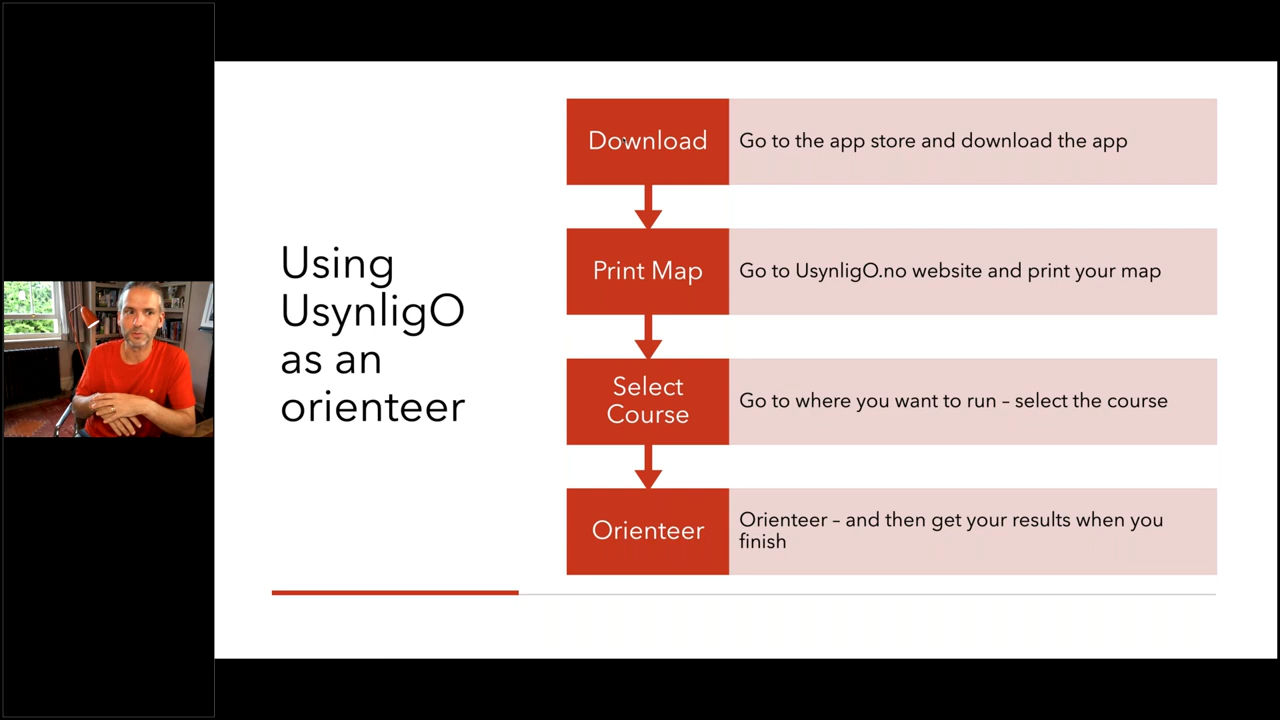 Using
UsynligO
as an
orienteer
Download
Go to the app store and download the app
Print Map
Go to UsynligO.no website and print your map
Select
Course
Go to where you want to run – select the course
Orienteer
Orienteer – and then get your results when you
finish